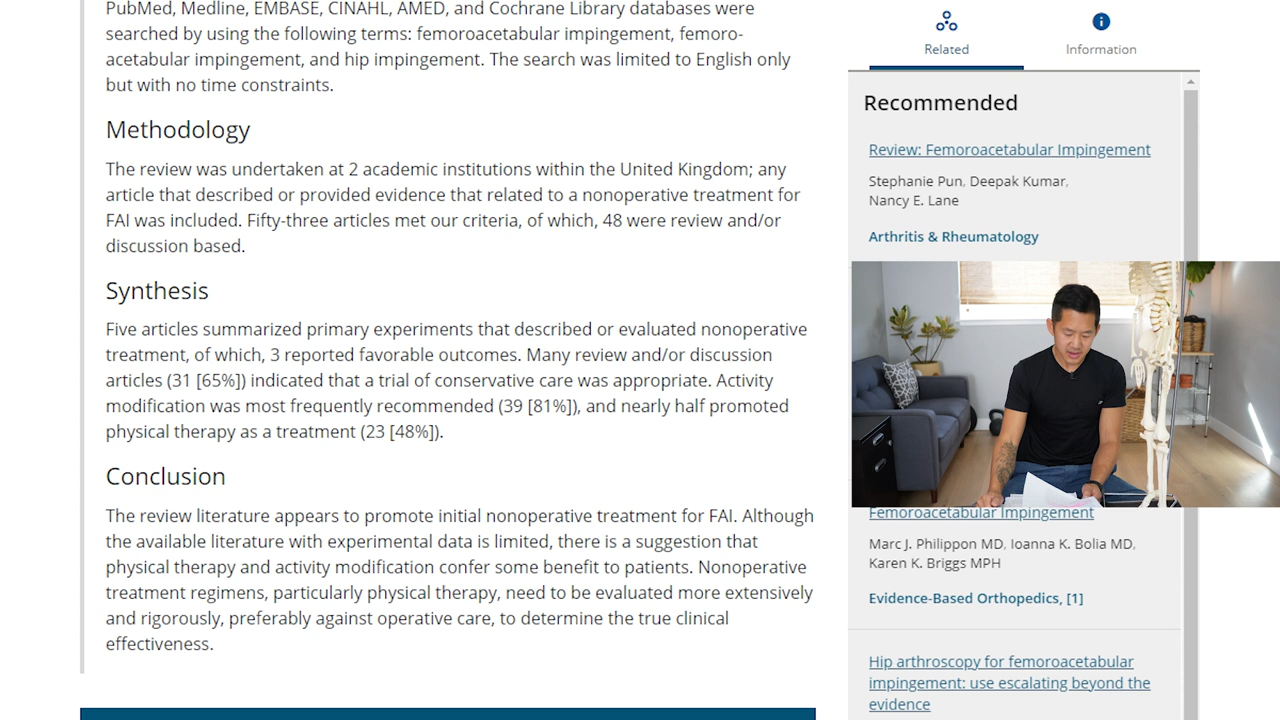 PubMed, Medline, EMBASE, CINAHL, AMED, and Cochrane Library databases were
searched by using the following terms: femoroacetabular impingement, femoro-
acetabular impingement, and hip impingement. The search was limited to English only
but with no time constraints.
Methodology
The review was undertaken at 2 academic institutions within the United Kingdom; any
article that described or provided evidence that related to a nonoperative treatment for
FAI was included. Fifty-three articles met our criteria, of which, 48 were review and/or
discussion based.
Synthesis
Five articles summarized primary experiments that described or evaluated nonoperative
treatment, of which, 3 reported favorable outcomes. Many review and/or discussion
articles (31 [65%]) indicated that a trial of conservative care was appropriate. Activity
modification was most frequently recommended (39 [81%]), and nearly half promoted
physical therapy as a treatment (23 [48%]).
Conclusion
The review literature appears to promote initial nonoperative treatment for FAI. Although
the available literature with experimental data is limited, there is a suggestion that
physical therapy and activity modification confer some benefit to patients. Nonoperative
treatment regimens, particularly physical therapy, need to be evaluated more extensively
and rigorously, preferably against operative care, to determine the true clinical
effectiveness.
Related
Information
Recommended
Review: Femoroacetabular Impingement
Stephanie Pun, Deepak Kumar,
Nancy E. Lane
Arthritis & Rheumatology
Femoroacetabular Impingement
Marc J. Philippon MD, Ioanna K. Bolia MD,
Karen K. Briggs MPH
Evidence-Based Orthopedics, [1]
Hip arthroscopy for femoroacetabular
impingement: use escalating beyond the
evidence